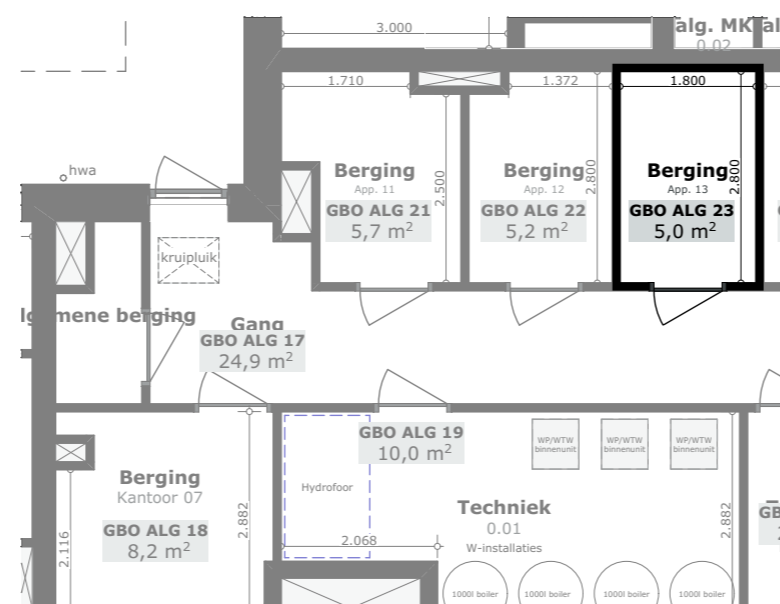 3.000
alg. MK
al
0.02
1.710
1.372
1.800
hwa
Berging
App. 11
GBO ALG 21
5,7 m²
2.500
Berging
App. 12
GBO ALG 22
5,2 m²
2.800
Berging
App. 13
GBO ALG 23
5,0 m²
2.800
kruipluik
lgemene berging
Gang
GBO ALG 17
24,9 m²
Berging
Kantoor 07
GBO ALG 18
8,2 m²
2.116
2.882
Hydrofoor
2.068
GBO ALG 19
10,0 m²
WP/WTW
binnenunit
WP/WTW
binnenunit
WP/WTW
binnenunit
Techniek
0.01
W-installaties
2.882
GB
1000l boiler
1000l boiler
1000l boiler
1000l boiler